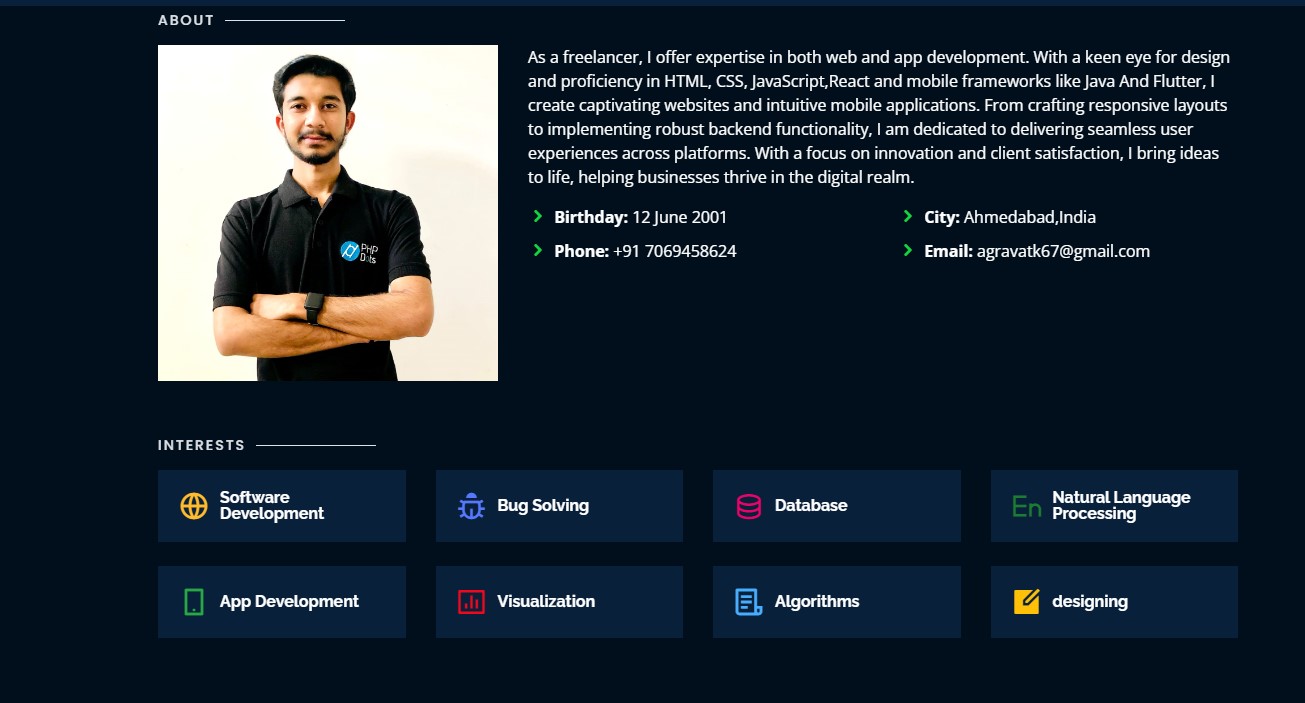 ABOUT
As a freelancer, I offer expertise in both web and app development. With a keen eye for design
and proficiency in HTML, CSS, JavaScript,React and mobile frameworks like Java And Flutter, I
create captivating websites and intuitive mobile applications. From crafting responsive layouts
to implementing robust backend functionality, I am dedicated to delivering seamless user
experiences across platforms. With a focus on innovation and client satisfaction, I bring ideas
to life, helping businesses thrive in the digital realm.
Birthday: 12 June 2001
City: Ahmedabad,India
Phone: +91 7069458624
Email: agravatk67@gmail.com
PHP
Dots
INTERESTS
Software
Development
Bug Solving
Database
En
Natural Language
Processing
App Development
Visualization
Algorithms
designing